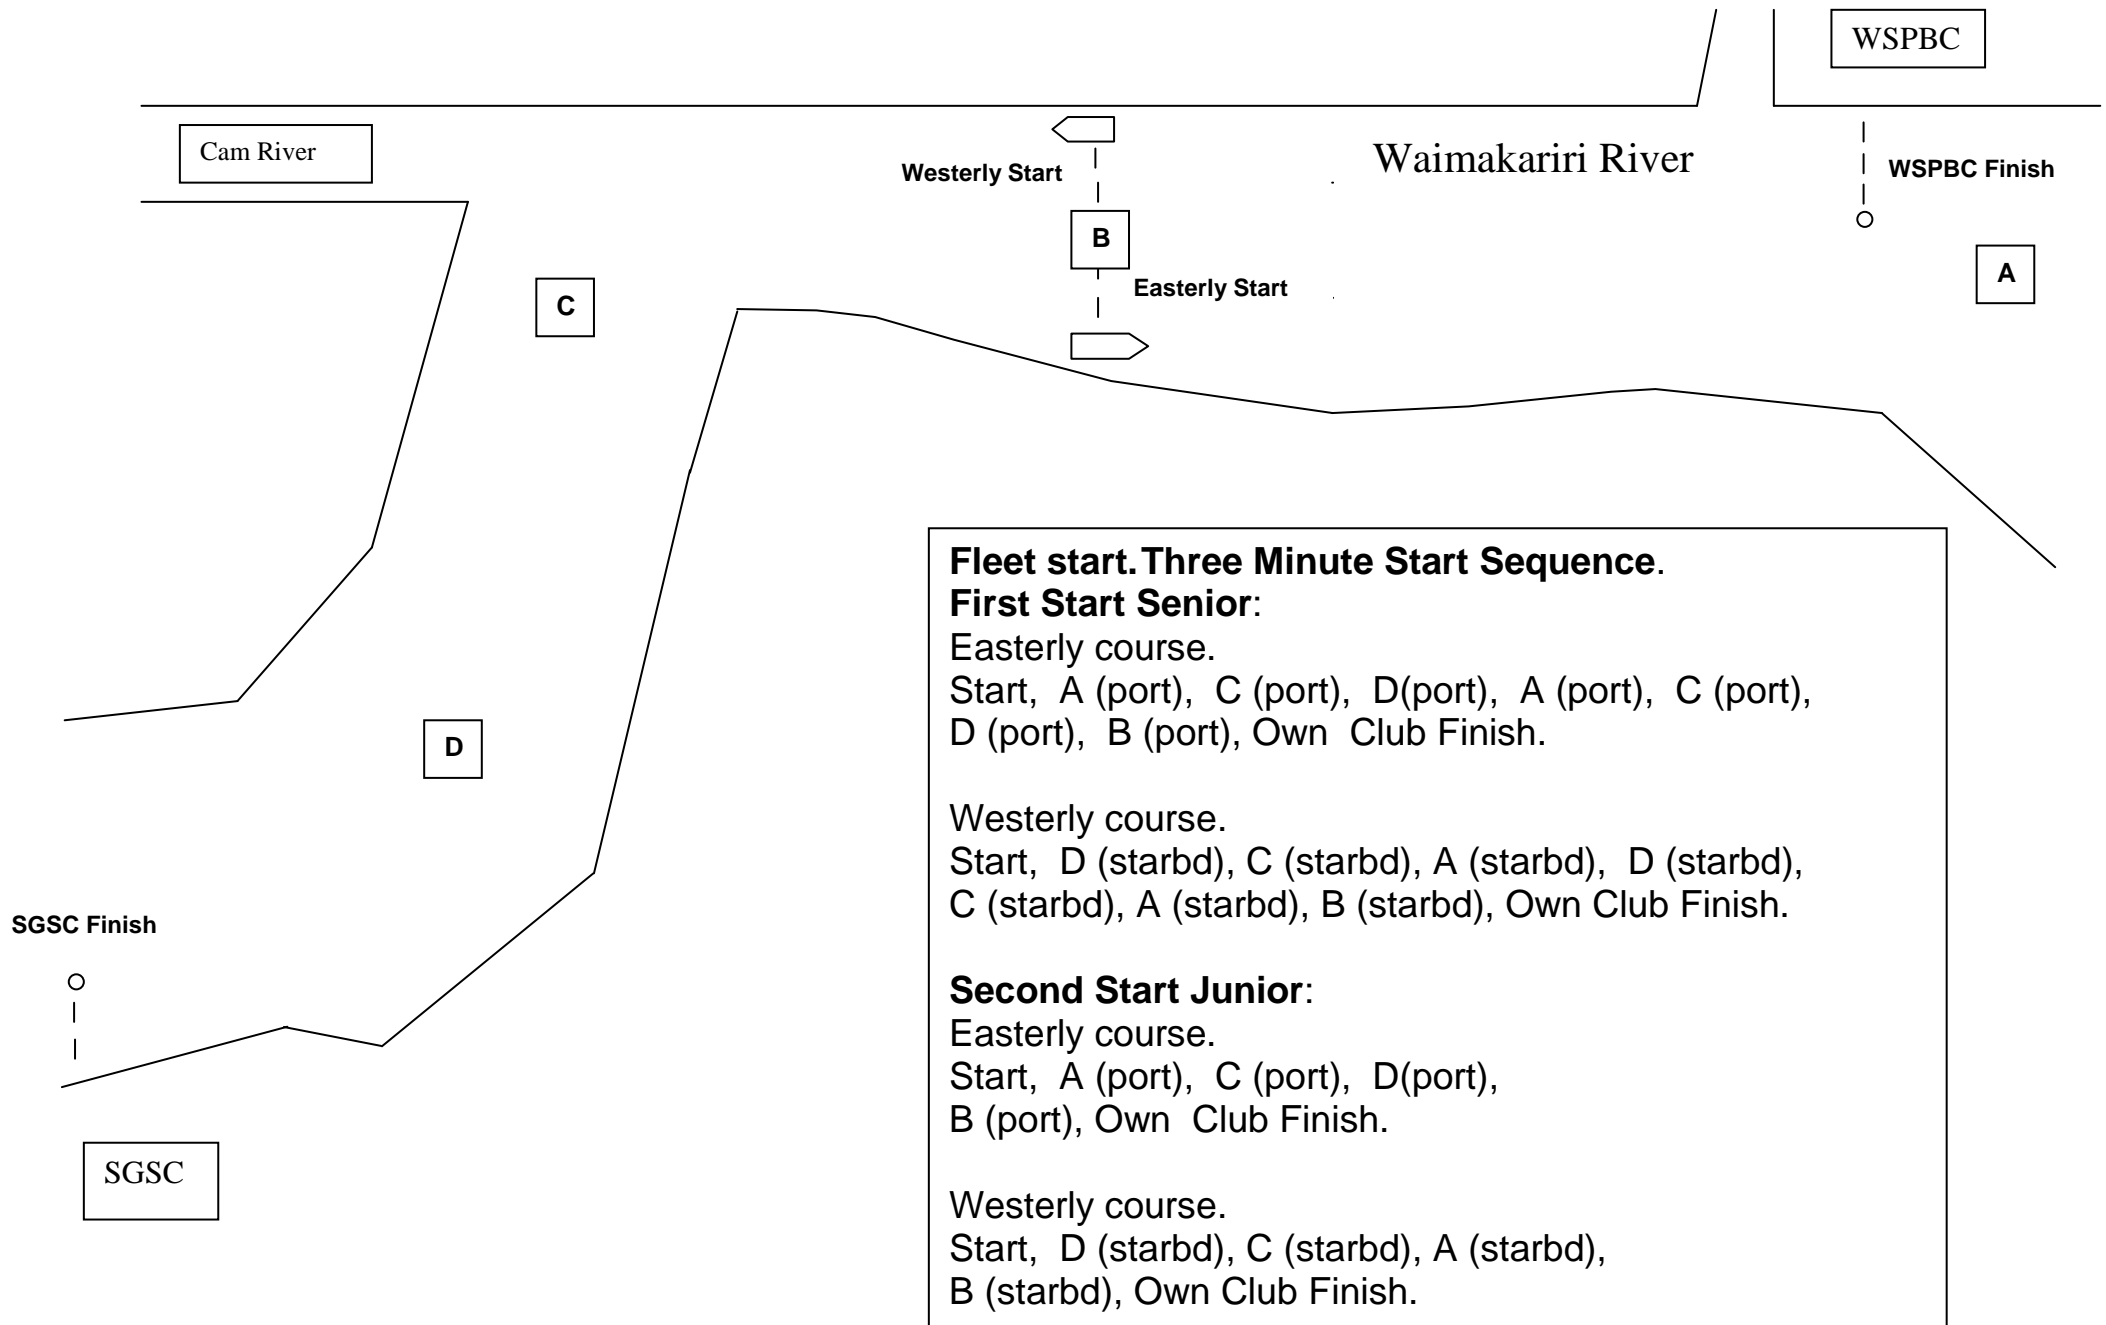 WSPBC
Cam River
Waimakariri River
Westerly Start
WSPBC Finish
B
A
Easterly Start
C
D
SGSC Finish
SGSC
Fleet start. Three Minute Start Sequence.
First Start Senior:
Easterly course.
Start, A (port), C (port), D(port), A (port), C (port),
D (port), B (port), Own Club Finish.
Westerly course.
Start, D (starbd), C (starbd), A (starbd), D (starbd),
C (starbd), A (starbd), B (starbd), Own Club Finish.
Second Start Junior:
Easterly course.
Start, A (port), C (port), D(port),
B (port), Own Club Finish.
Westerly course.
Start, D (starbd), C (starbd), A (starbd),
B (starbd), Own Club Finish.